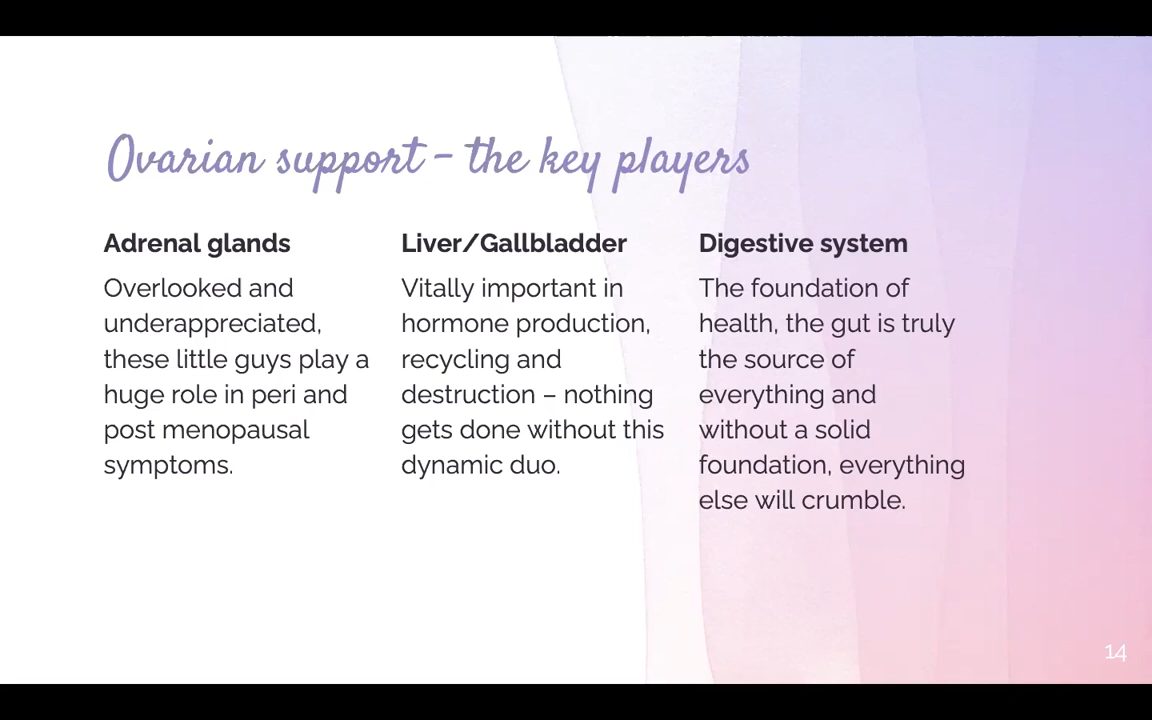 Ovarian support – the key players
Adrenal glands
Overlooked and
underappreciated,
these little guys play a
huge role in peri and
post menopausal
symptoms.
Liver/Gallbladder
Vitally important in
hormone production,
recycling and
destruction – nothing
gets done without this
dynamic duo.
Digestive system
The foundation of
health, the gut is truly
the source of
everything and
without a solid
foundation, everything
else will crumble.
14